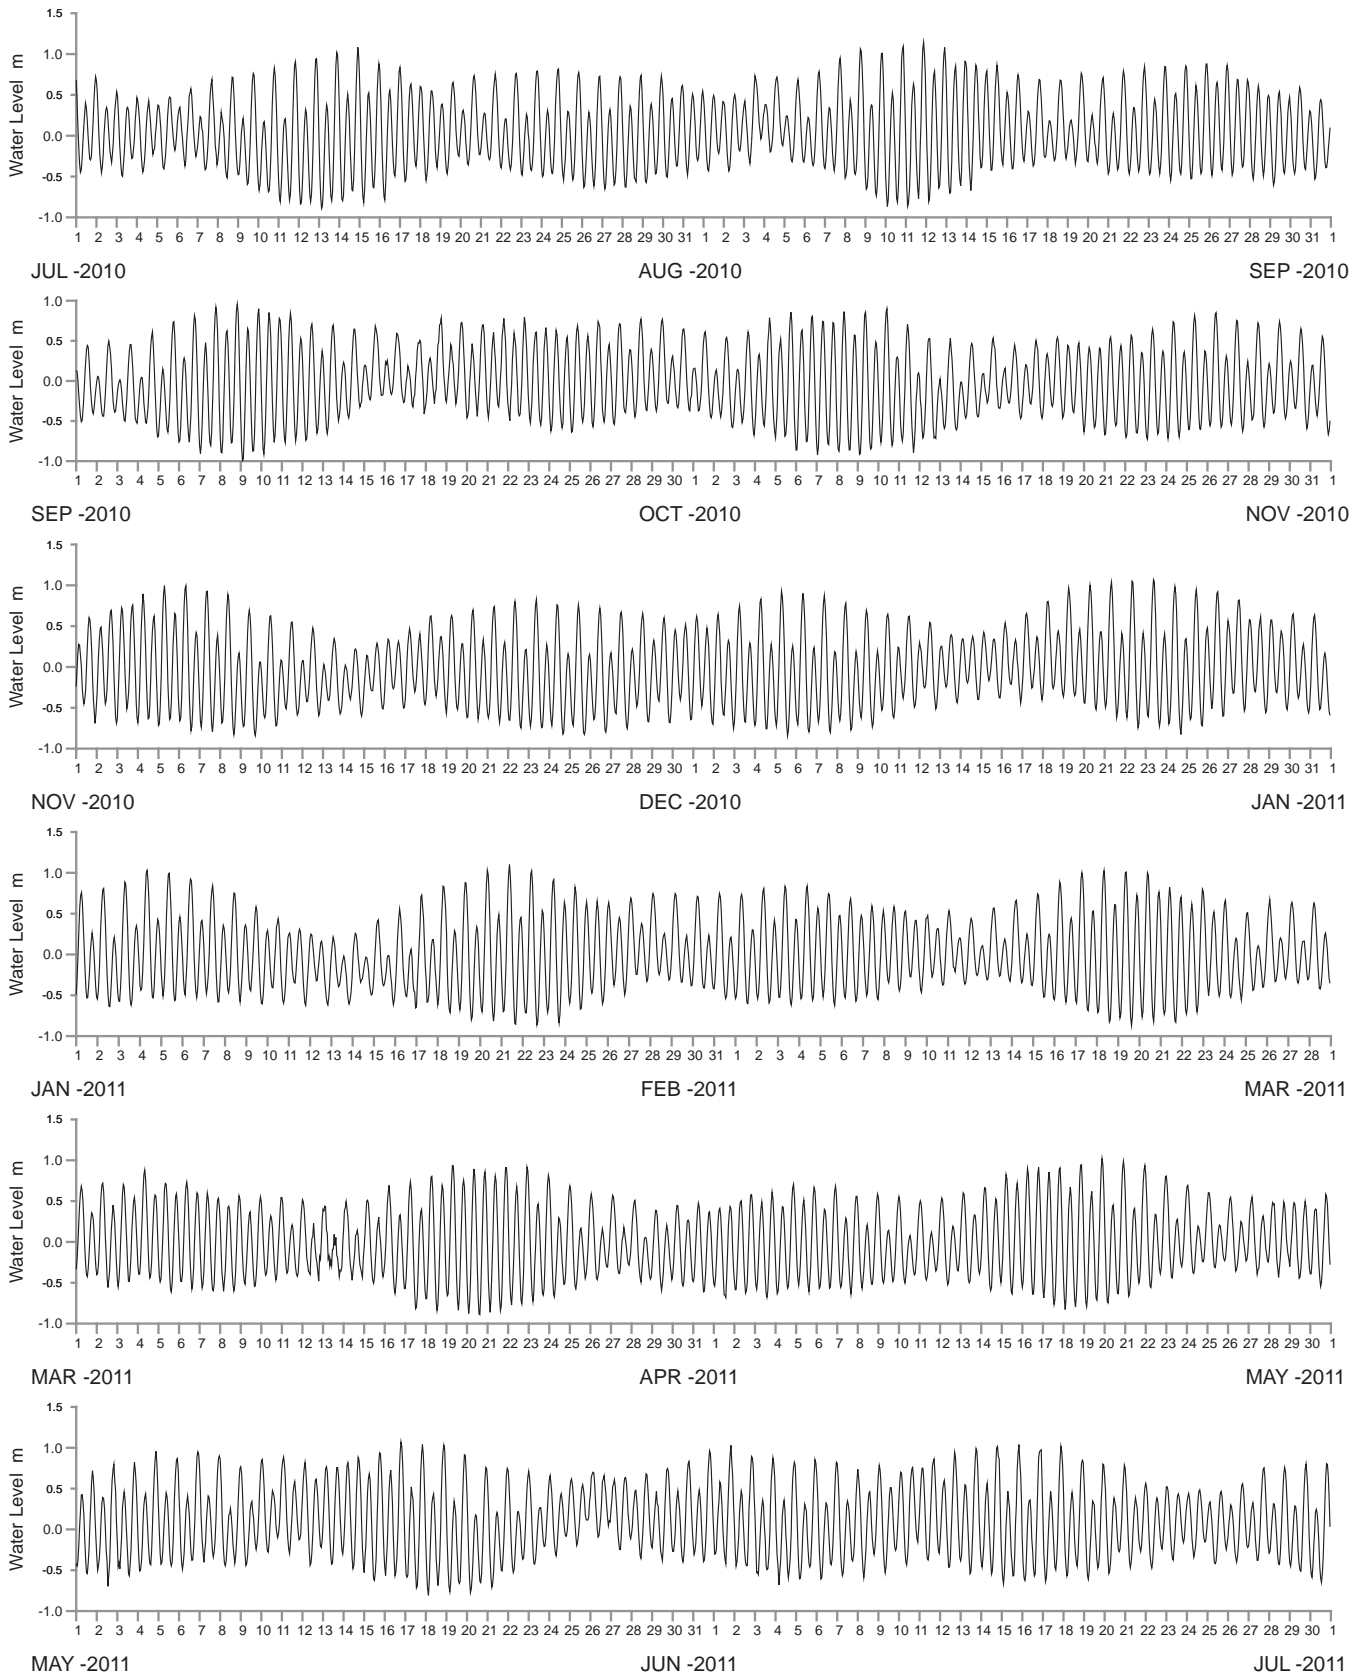 1.5
1.0
0.5
0.0
-0.5
-1.0
Water Level m
1 2 3 4 5 6 7 8 9 10 11 12 13 14 15 16 17 18 19 20 21 22 23 24 25 26 27 28 29 30 31 1 2 3 4 5 6 7 8 9 10 11 12 13 14 15 16 17 18 19 20 21 22 23 24 25 26 27 28 29 30 31 1
JUL -2010 AUG -2010 SEP -2010
1.0
0.5
0.0
-0.5
-1.0
Water Level m
1 2 3 4 5 6 7 8 9 10 11 12 13 14 15 16 17 18 19 20 21 22 23 24 25 26 27 28 29 30 1 2 3 4 5 6 7 8 9 10 11 12 13 14 15 16 17 18 19 20 21 22 23 24 25 26 27 28 29 30 31 1
SEP -2010 OCT -2010 NOV -2010
1.5
1.0
0.5
0.0
-0.5
-1.0
Water Level m
1 2 3 4 5 6 7 8 9 10 11 12 13 14 15 16 17 18 19 20 21 22 23 24 25 26 27 28 29 30 1 2 3 4 5 6 7 8 9 10 11 12 13 14 15 16 17 18 19 20 21 22 23 24 25 26 27 28 29 30 31 1
NOV -2010 DEC -2010 JAN -2011
1.5
1.0
0.5
0.0
-0.5
-1.0
Water Level m
1 2 3 4 5 6 7 8 9 10 11 12 13 14 15 16 17 18 19 20 21 22 23 24 25 26 27 28 29 30 31 1 2 3 4 5 6 7 8 9 10 11 12 13 14 15 16 17 18 19 20 21 22 23 24 25 26 27 28 1
JAN -2011 FEB -2011 MAR -2011
1.5
1.0
0.5
0.0
-0.5
-1.0
Water Level m
1 2 3 4 5 6 7 8 9 10 11 12 13 14 15 16 17 18 19 20 21 22 23 24 25 26 27 28 29 30 31 1 2 3 4 5 6 7 8 9 10 11 12 13 14 15 16 17 18 19 20 21 22 23 24 25 26 27 28 29 30 1
MAR -2011 APR -2011 MAY -2011
1.5
1.0
0.5
0.0
-0.5
-1.0
Water Level m
1 2 3 4 5 6 7 8 9 10 11 12 13 14 15 16 17 18 19 20 21 22 23 24 25 26 27 28 29 30 31 1 2 3 4 5 6 7 8 9 10 11 12 13 14 15 16 17 18 19 20 21 22 23 24 25 26 27 28 29 30 1
MAY -2011 JUN -2011 JUL -2011